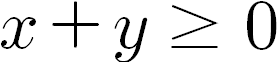 x + y ≥ 0